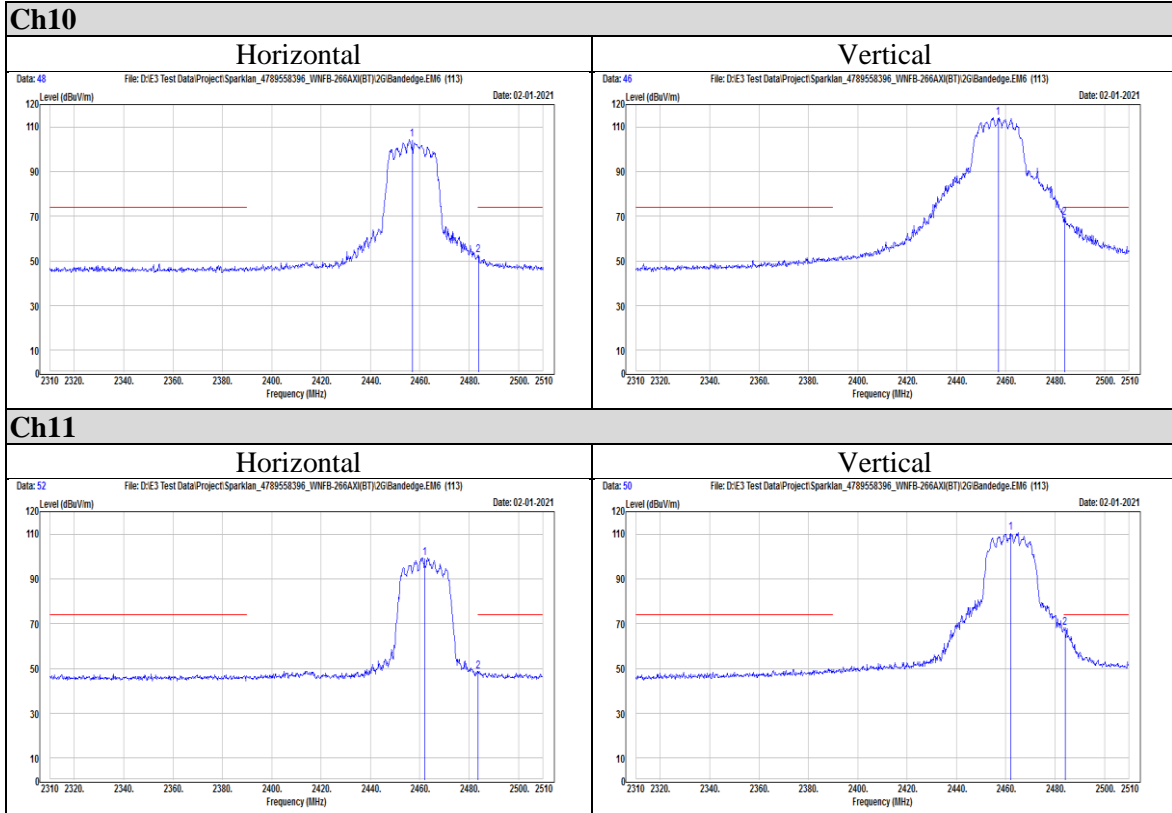 Ch10
Horizontal Vertical
Data: 48 File: D:\E3 Test Data\Project\Sparklan_4789558396_WNFB-266AXI(BT)\2G\Bandedge.EM6 (113)
Level (dBuV/m) Date: 02-01-2021
120
110
90
70
50
30
10
0
1
2
2310 2320. 2340. 2360. 2380. 2400. 2420. 2440. 2460. 2480. 2500. 2510
Frequency (MHz)
Data: 46 File: D:\E3 Test Data\Project\Sparklan_4789558396_WNFB-266AXI(BT)\2G\Bandedge.EM6 (113)
Level (dBuV/m) Date: 02-01-2021
120
110
90
70
50
30
10
0
1
2
2310 2320. 2340. 2360. 2380. 2400. 2420. 2440. 2460. 2480. 2500. 2510
Frequency (MHz)
Ch11
Horizontal Vertical
Data: 52 File: D:\E3 Test Data\Project\Sparklan_4789558396_WNFB-266AXI(BT)\2G\Bandedge.EM6 (113)
Level (dBuV/m) Date: 02-01-2021
120
110
90
70
50
30
10
0
1
2
2310 2320. 2340. 2360. 2380. 2400. 2420. 2440. 2460. 2480. 2500. 2510
Frequency (MHz)
Data: 50 File: D:\E3 Test Data\Project\Sparklan_4789558396_WNFB-266AXI(BT)\2G\Bandedge.EM6 (113)
Level (dBuV/m) Date: 02-01-2021
120
110
90
70
50
30
10
0
1
2
2310 2320. 2340. 2360. 2380. 2400. 2420. 2440. 2460. 2480. 2500. 2510
Frequency (MHz)